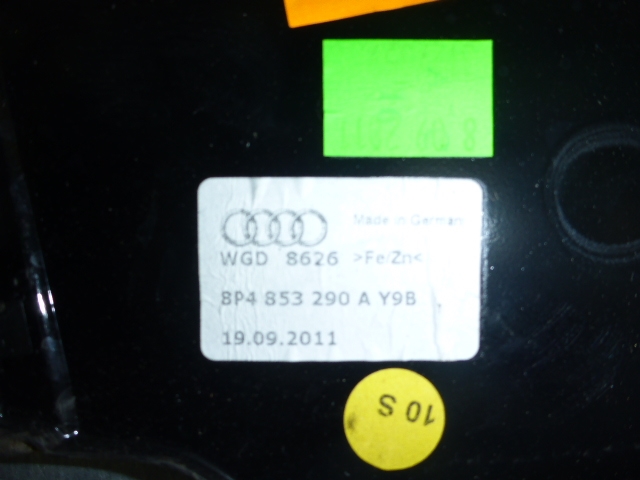 Made in German
WGD 8626 >Fe/Zn<
8P4 853 290 A Y9B
19.09.2011
10 S